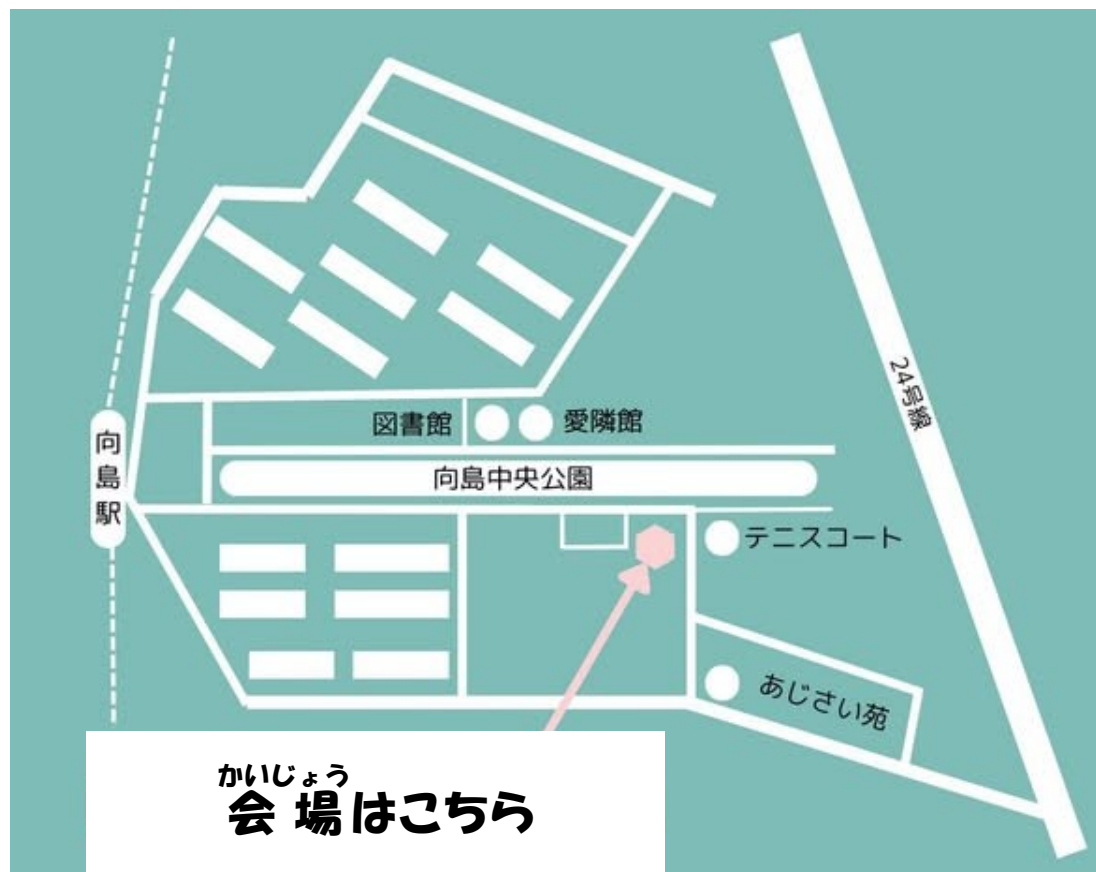 24号線
図書館
愛隣館
向島駅
向島中央公園
テニスコート
あじさい苑
かいじょう
会場はこちら